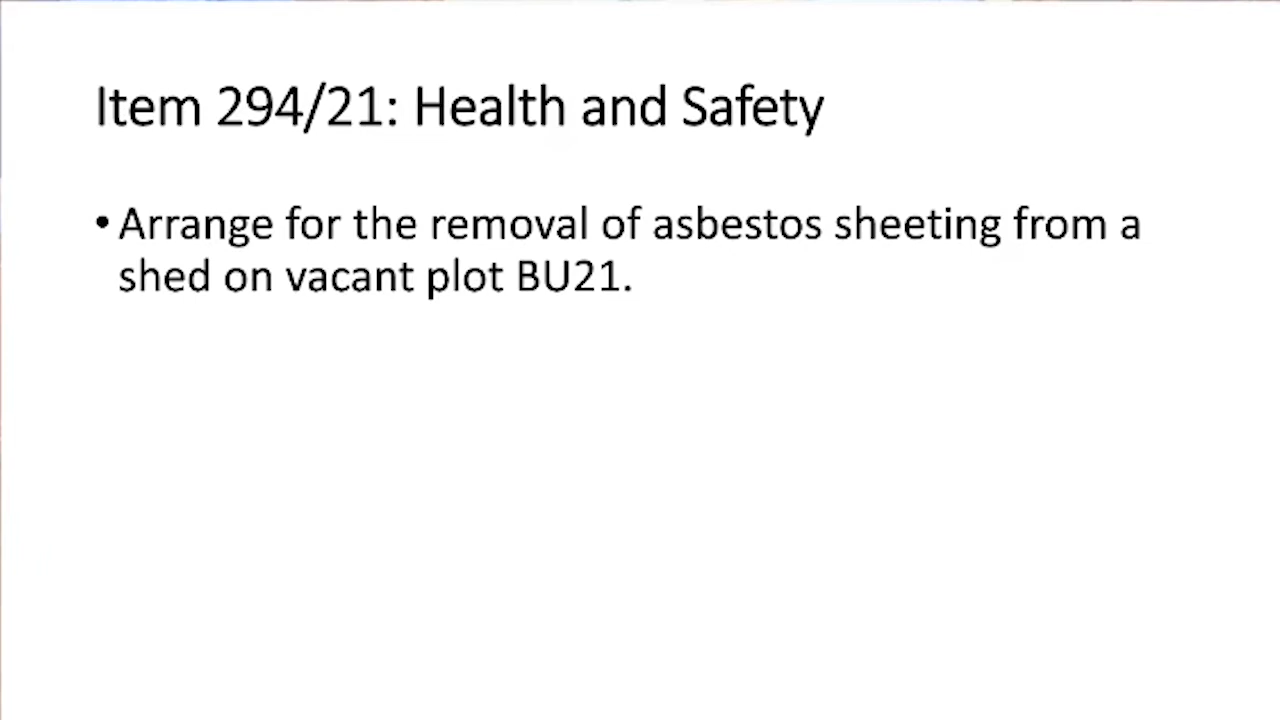 Item 294/21: Health and Safety
• Arrange for the removal of asbestos sheeting from a
shed on vacant plot BU21.